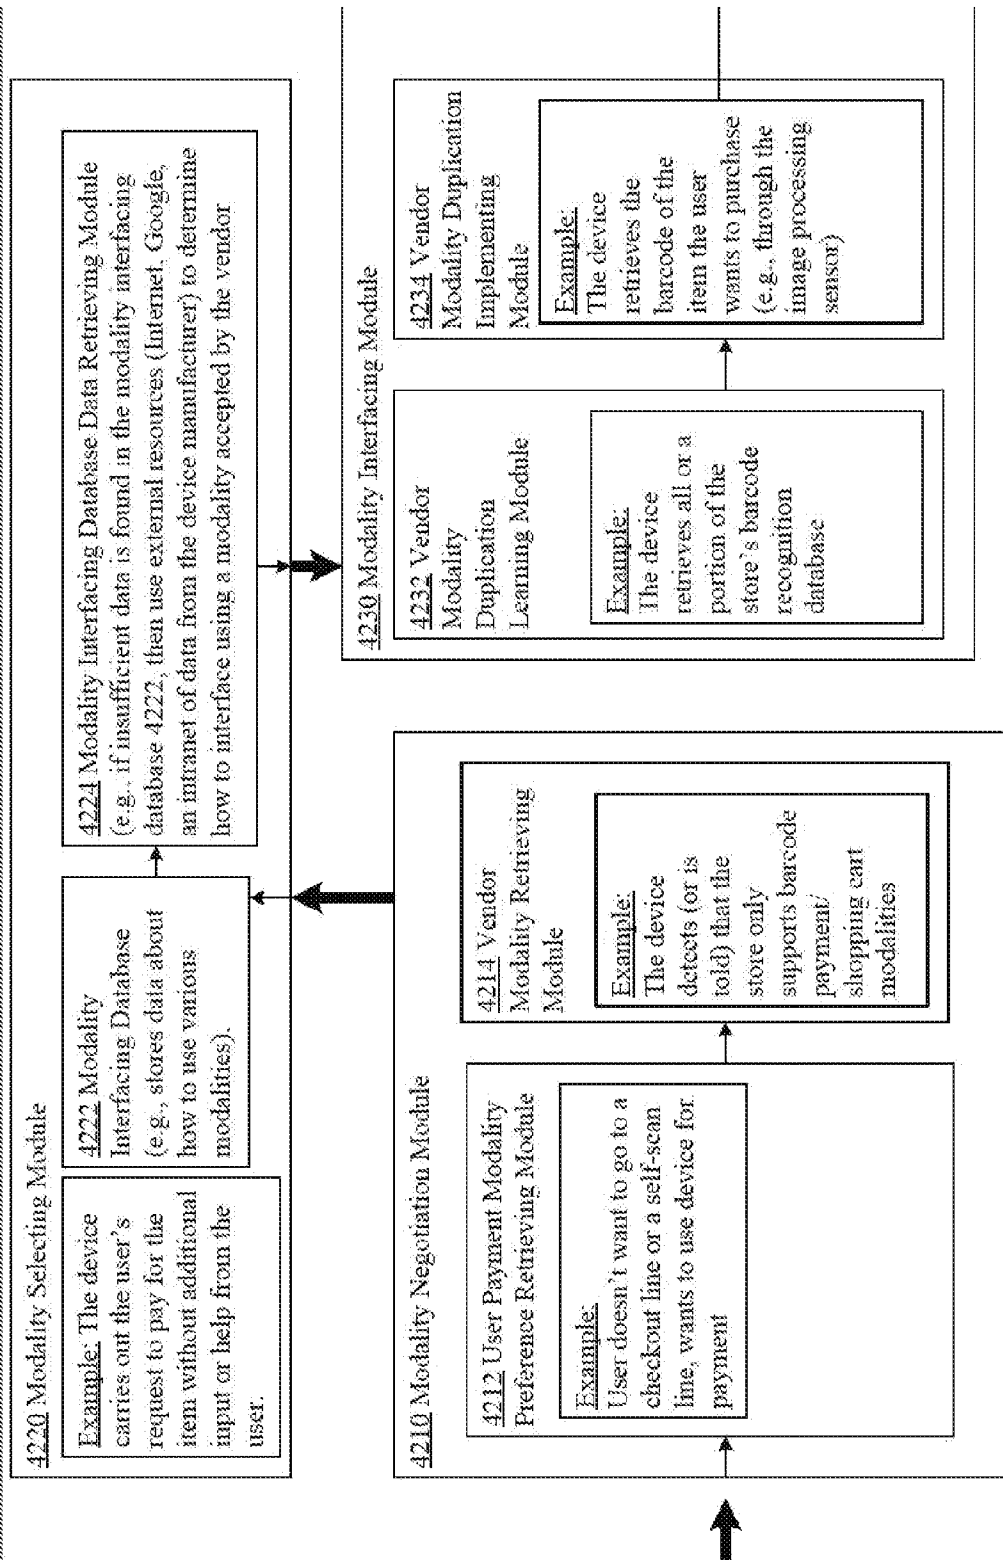 4220 Modality Selecting Module
Example: The device
carries out the user's
request to pay for the
item without additional
input or help from the
user.
4222 Modality
Interfacing Database
(e.g., stores data about
how to use various
modalities).
4224 Modality Interfacing Database Data Retrieving Module
(e.g., if insufficient data is found in the modality interfacing
database 4222, then use external resources (Internet, Google,
an intranet of data from the device manufacturer) to determine
how to interface using a modality accepted by the vendor
4210 Modality Negotiation Module
4212 User Payment Modality
Preference Retrieving Module
Example:
User doesn't want to go to a
checkout line or a self-scan
line, wants to use device for
payment
4214 Vendor
Modality Retrieving
Module
Example:
The device
detects (or is
told) that the
store only
supports barcode
payment/
shopping cart
modalities
4230 Modality Interfacing Module
4232 Vendor
Modality
Duplication
Learning Module
Example:
The device
retrieves all or a
portion of the
store's barcode
recognition
database
4234 Vendor
Modality Duplication
Implementing
Module
Example:
The device
retrieves the
barcode of the
item the user
wants to purchase
(e.g., through the
image processing
sensor)